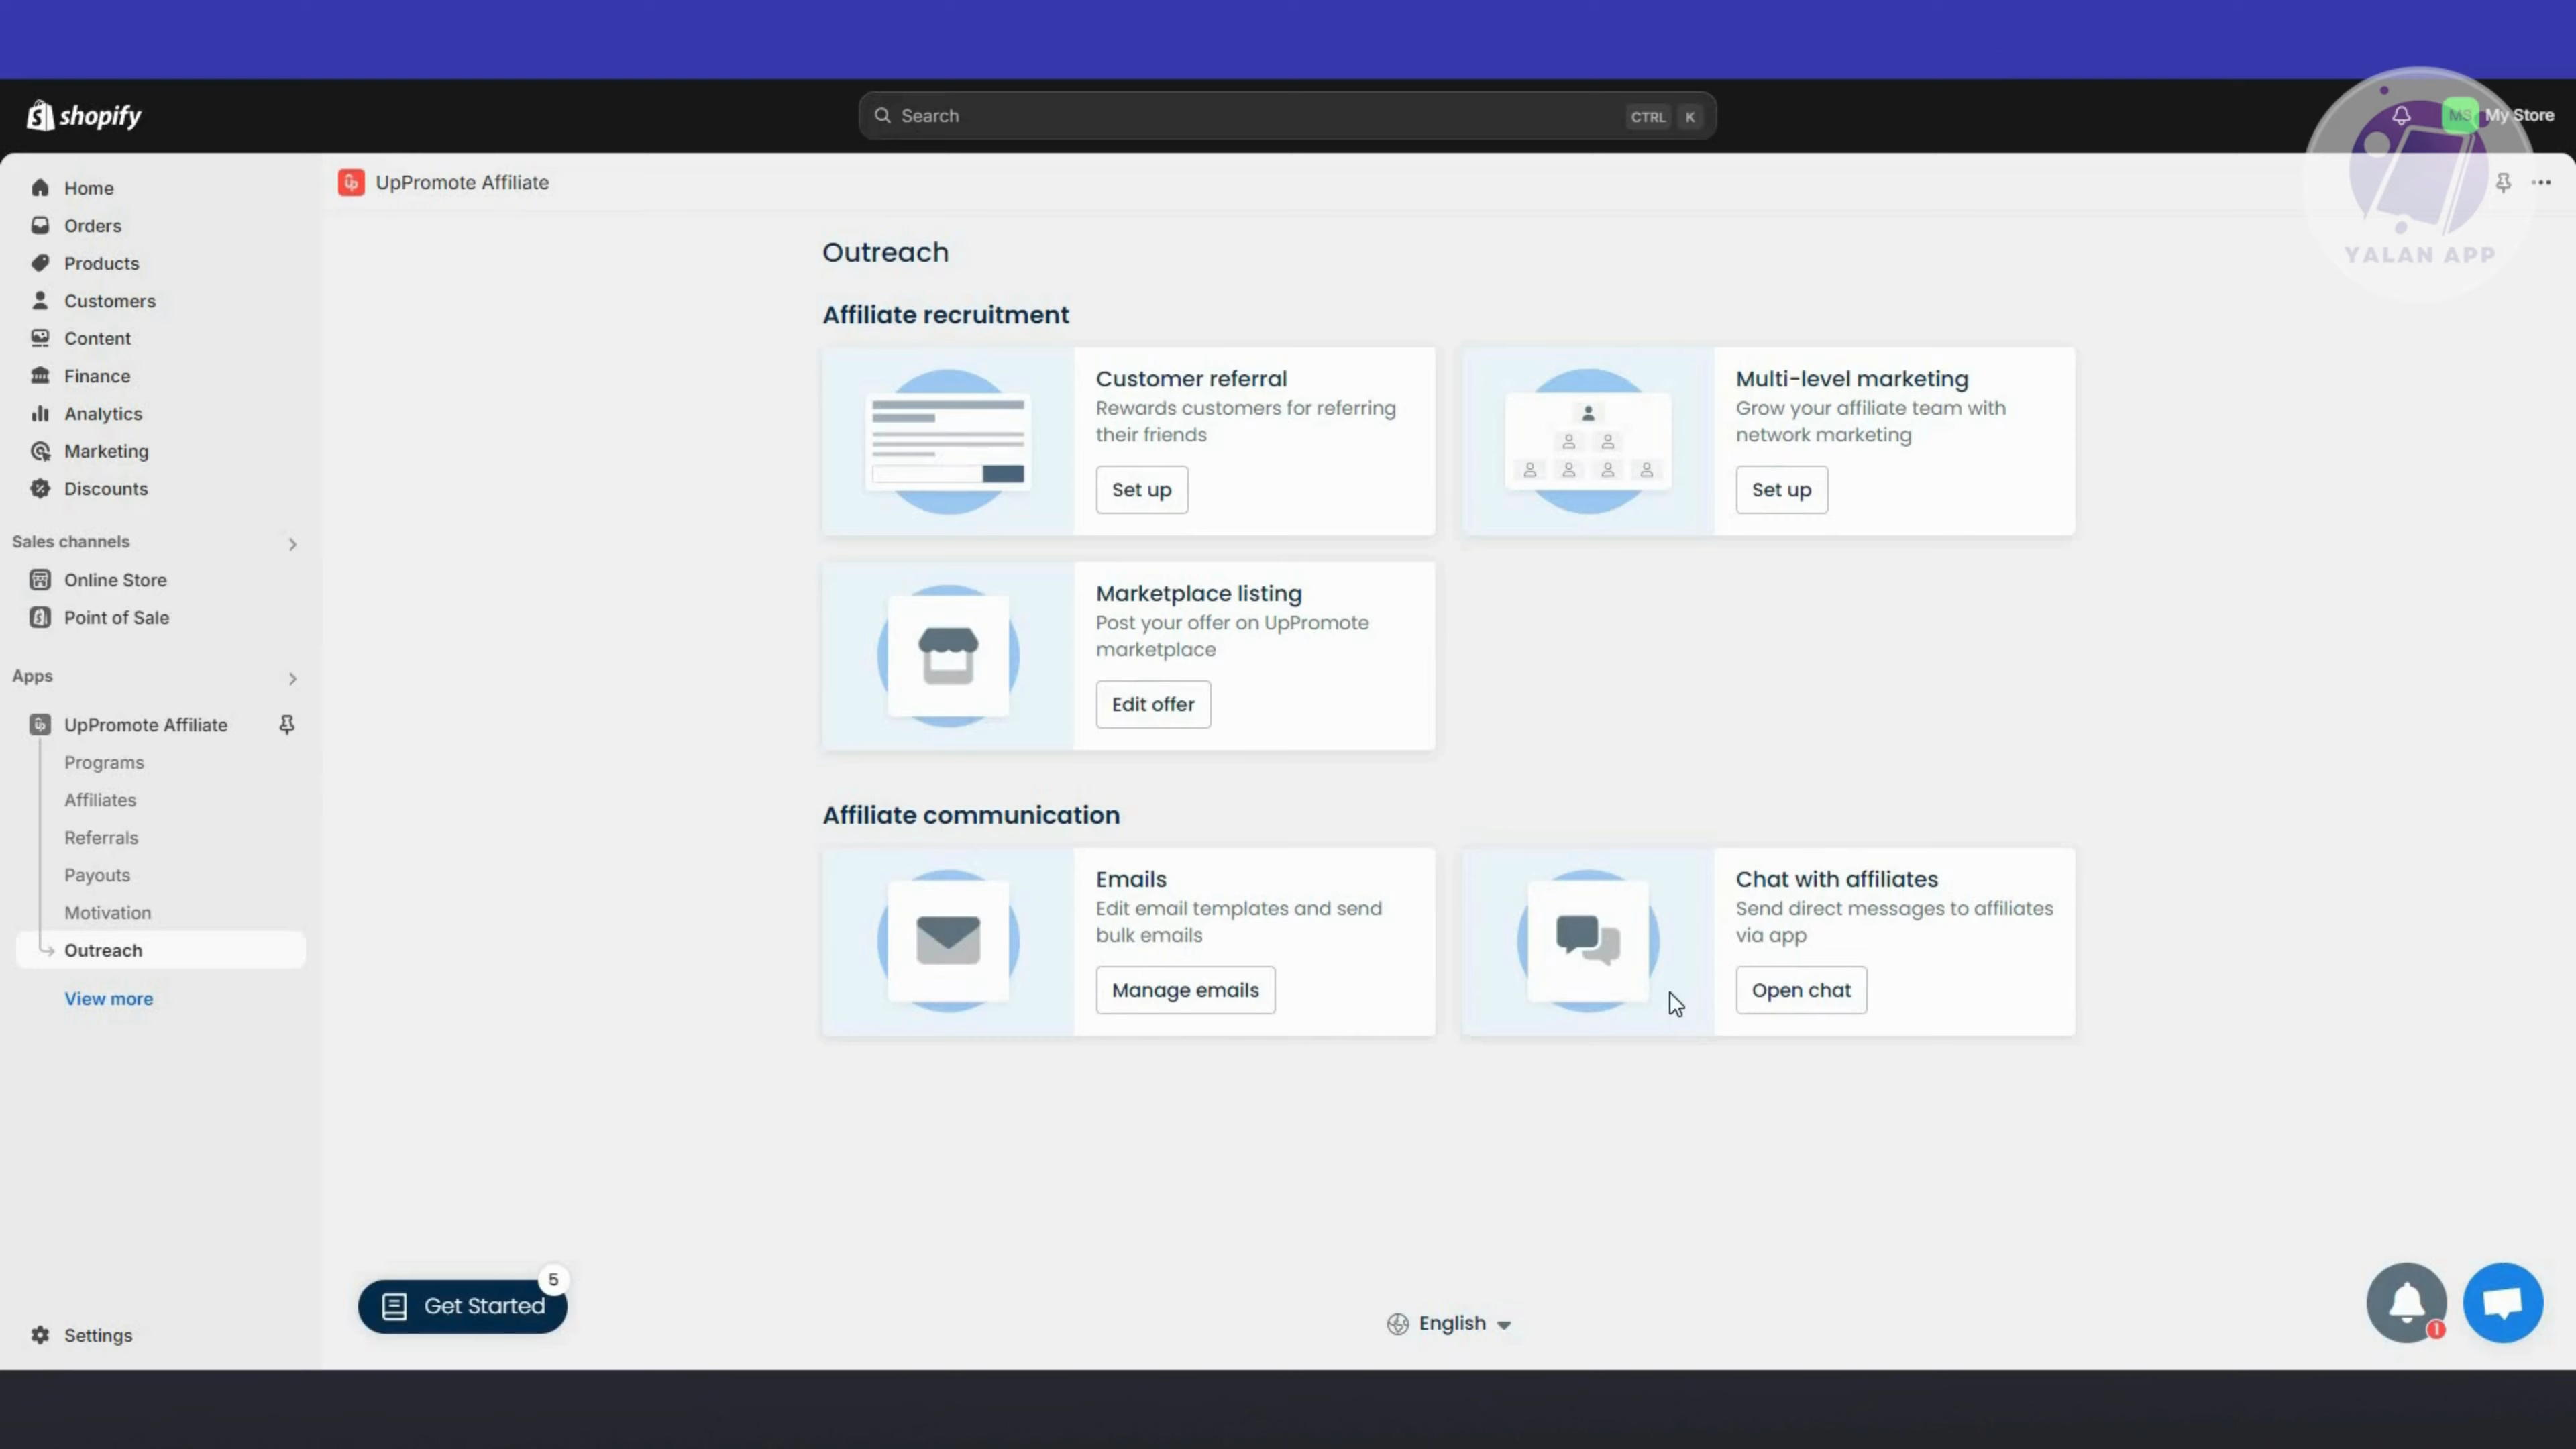 shopify
Search
CTRL K
MS My Store
YALAN APP
Home
Orders
Products
Customers
Content
Finance
Analytics
Marketing
Discounts
Sales channels
Online Store
Point of Sale
Apps
UpPromote Affiliate
Programs
Affiliates
Referrals
Payouts
Motivation
Outreach
View more
Settings
UpPromote Affiliate
Outreach
Affiliate recruitment
Customer referral
Rewards customers for referring
their friends
Set up
Multi-level marketing
Grow your affiliate team with
network marketing
Set up
Marketplace listing
Post your offer on UpPromote
marketplace
Edit offer
Affiliate communication
Emails
Edit email templates and send
bulk emails
Manage emails
Chat with affiliates
Send direct messages to affiliates
via app
Open chat
Get Started
5
English
1